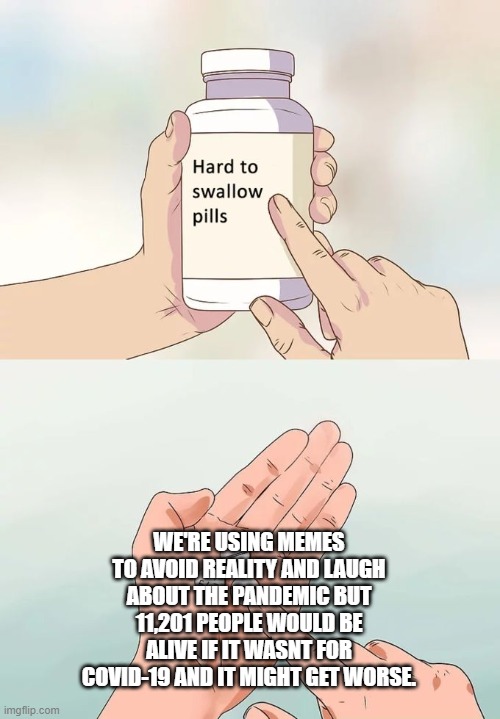 Hard to
swallow
pills
WE'RE USING MEMES
TO AVOID REALITY AND LAUGH
ABOUT THE PANDEMIC BUT
11,201 PEOPLE WOULD BE
ALIVE IF IT WASNT FOR
COVID-19 AND IT MIGHT GET WORSE.
imgflip.com